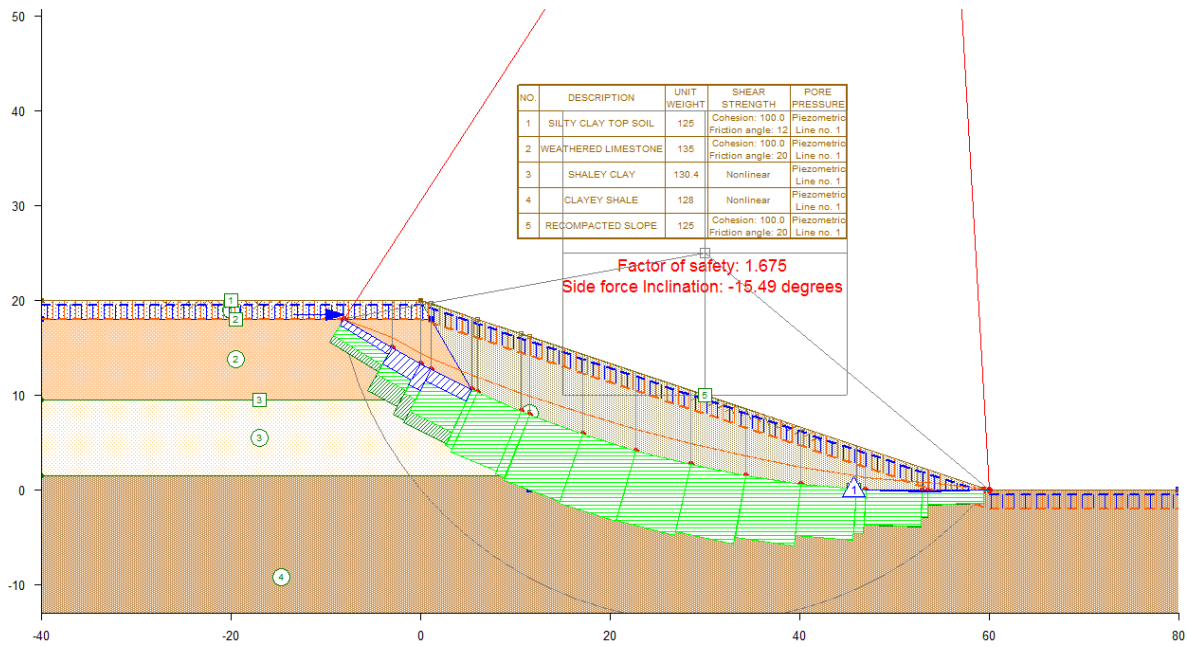 50
40
30
20
10
0
-10
-40
-20
0
20
40
60
80
NO. DESCRIPTION UNIT WEIGHT SHEAR STRENGTH PORE PRESSURE
1 SILTY CLAY TOP SOIL 125 Cohesion: 100.0 Friction angle: 12 Piezometric Line no. 1
2 WEATHERED LIMESTONE 135 Cohesion: 100.0 Friction angle: 20 Piezometric Line no. 1
3 SHALEY CLAY 130.4 Nonlinear Piezometric Line no. 1
4 CLAYEY SHALE 128 Nonlinear Piezometric Line no. 1
5 RECOMPACTED SLOPE 125 Cohesion: 100.0 Friction angle: 20 Piezometric Line no. 1
Factor of safety: 1.675
Side force Inclination: -15.49 degrees
1
2
2
3
3
4
5
1